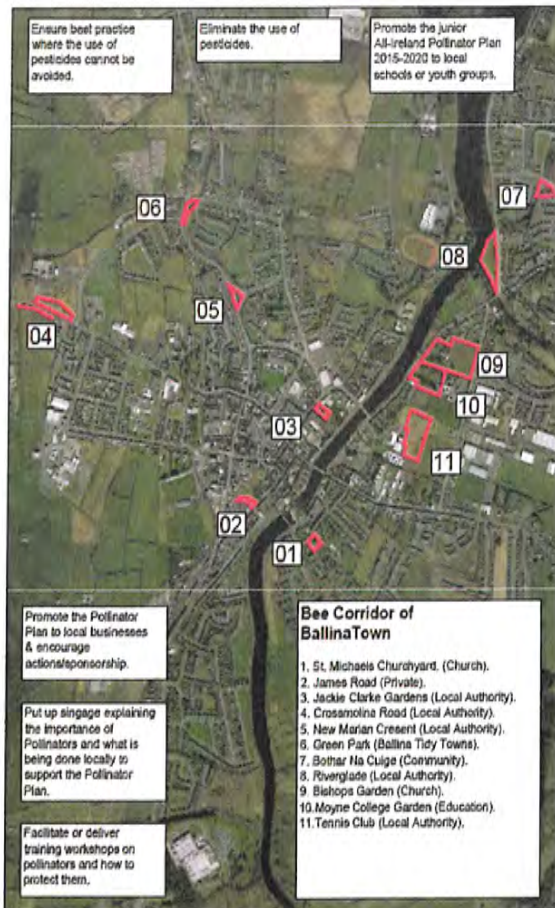 Ensure best practice
where the use of
pesticides cannot be
avoided.
Eliminate the use of
pesticides.
Promote the junior
All-Ireland Pollinator Plan
2015-2020 to local
schools or youth groups.
07
06
08
05
04
09
10
03
11
02
01
Promote the Pollinator
Plan to local businesses
& encourage
actions/sponsorship.
Put up singage explaining
the importance of
Pollinators and what is
being done locally to
support the Pollinator
Plan.
Facilitate or deliver
training workshops on
pollinators and how to
protect them.
Bee Corridor of
BallinaTown
1, St, Michaels Churchyard, (Church).
2, James Road (Private).
3, Jackie Clarke Gardens (Local Authority).
4, Crossmolina Road (Local Authority).
5, New Marian Cresent (Local Authority).
6, Green Park (Ballina Tidy Towns).
7, Bothar Na Cuige (Community).
8, Riverglade (Local Authority).
9, Bishops Garden (Church).
10,Moyne College Garden (Education).
11,Tennis Club (Local Authority).